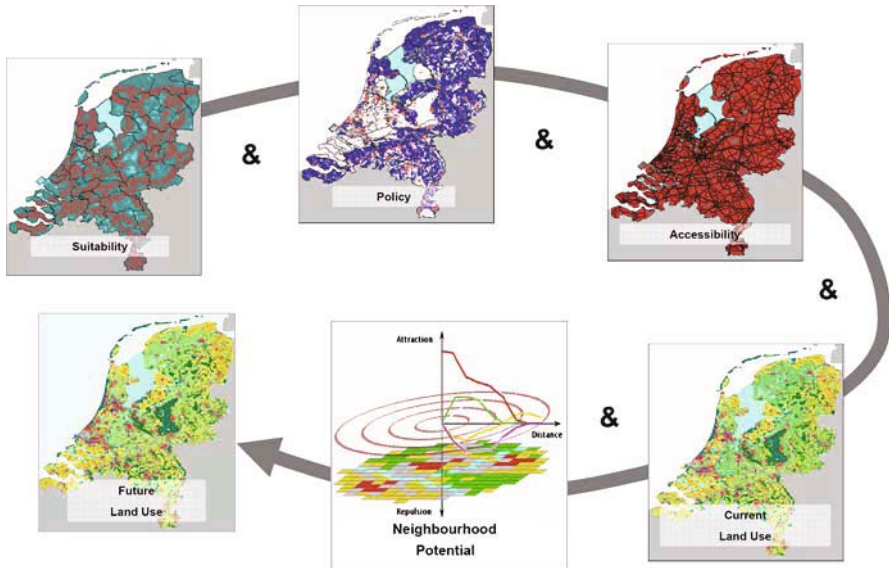 Suitability
&
Policy
&
Accessibility
&
Current
Land Use
&
Attraction
Distance
Repulsion
Neighbourhood
Potential
Future
Land Use